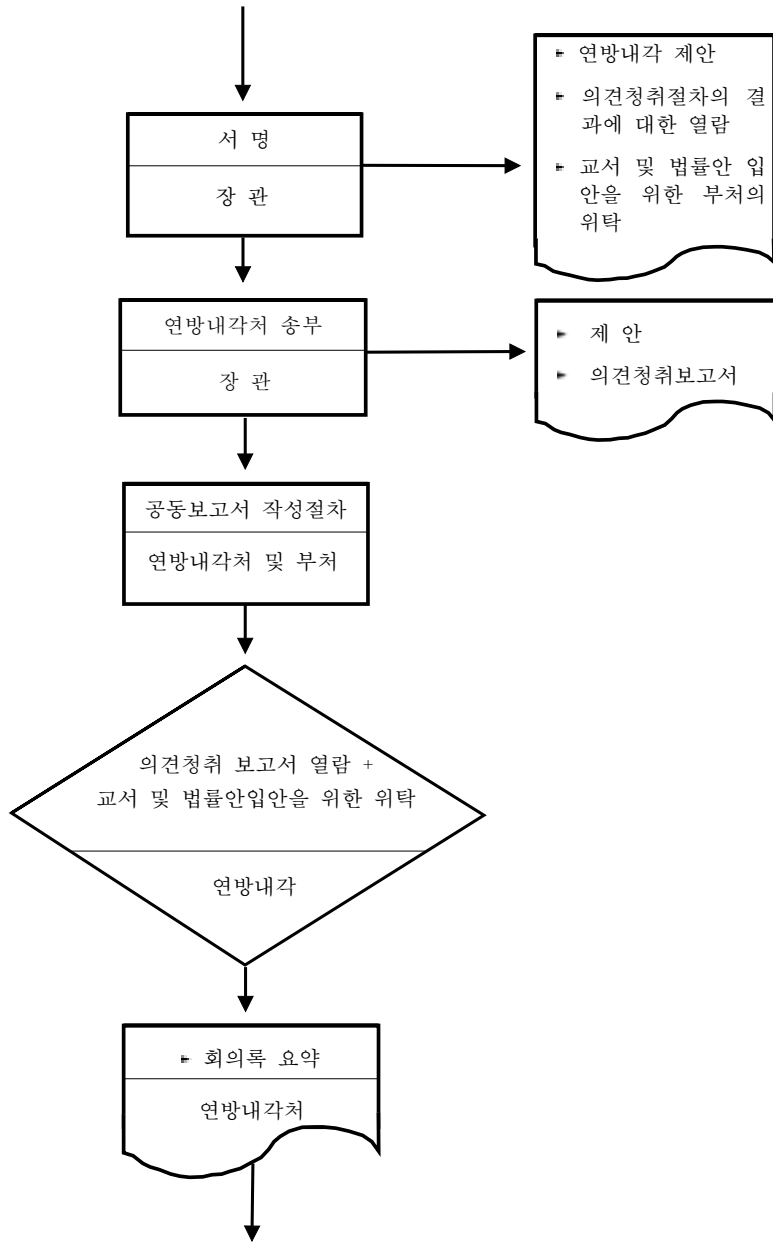 서 명
장 관
▶ 연방내각 제안
▶ 의견청취절차의 결
과에 대한 열람
▶ 교서 및 법률안 입
안을 위한 부처의
위탁
연방내각처 송부
장 관
▶ 제 안
▶ 의견청취보고서
공동보고서 작성절차
연방내각처 및 부처
의견청취 보고서 열람 +
교서 및 법률안입안을 위한 위탁
연방내각
▶ 회의록 요약
연방내각처